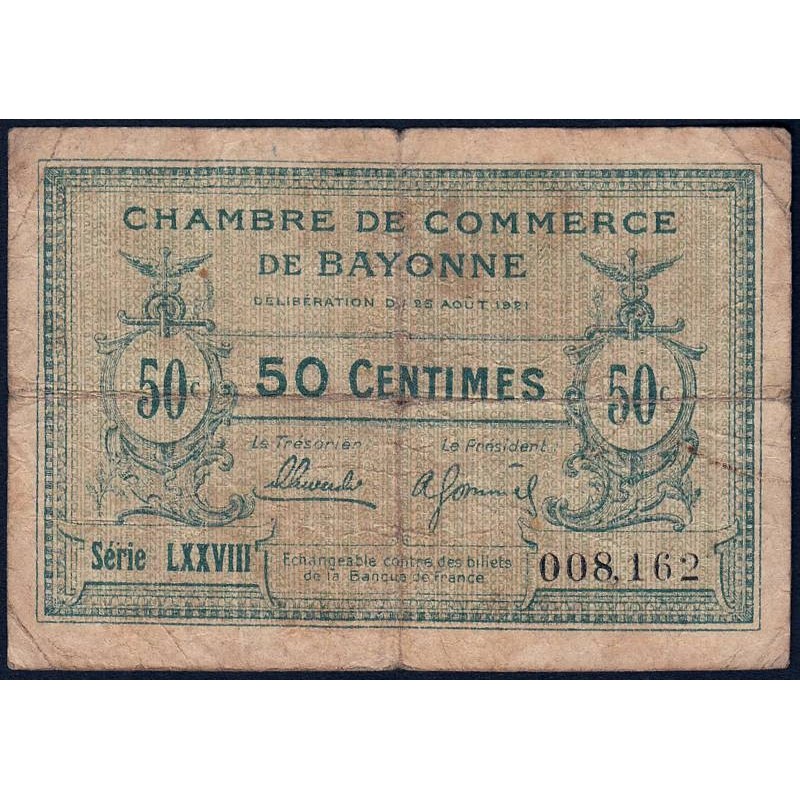 CHAMBRE DE COMMERCE
DE BAYONNE
DÉLIBÉRATION DU 25 AOÛT 1921
50c 50 CENTIMES 50c
Le Trésorier, Le Président,
Série LXXVIII
Echangeable contre des billets
de la Banque de france
008,162